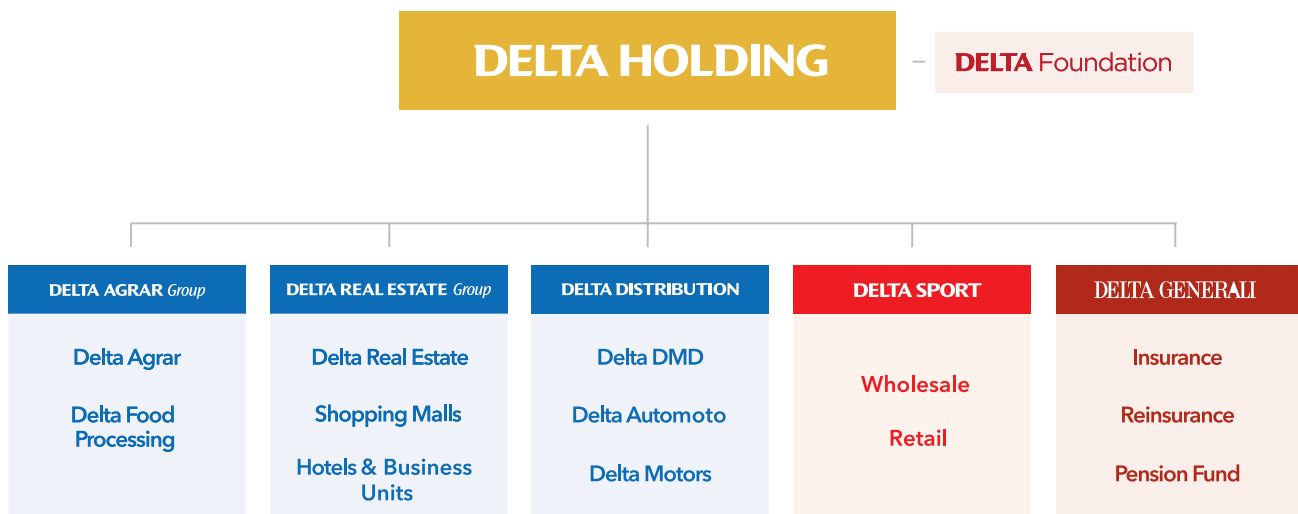 DELTA HOLDING
DELTA Foundation
DELTA AGRAR Group
Delta Agrar
Delta Food
Processing
DELTA REAL ESTATE Group
Delta Real Estate
Shopping Malls
Hotels & Business
Units
DELTA DISTRIBUTION
Delta DMD
Delta Automoto
Delta Motors
DELTA SPORT
Wholesale
Retail
DELTA GENERALI
Insurance
Reinsurance
Pension Fund